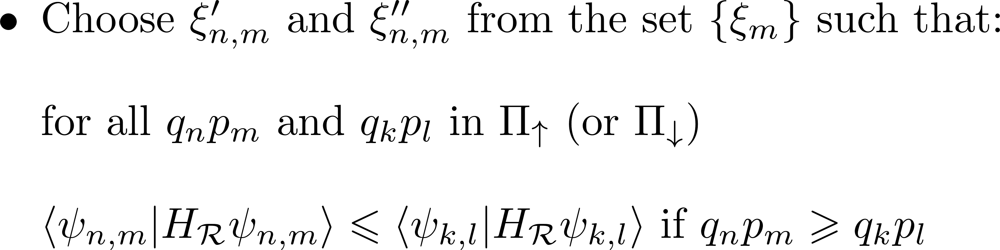 • Choose $\xi'_{n,m}$ and $\xi''_{n,m}$ from the set $\{\xi_m\}$ such that:
for all $q_n p_m$ and $q_k p_l$ in $\Pi_\uparrow$ (or $\Pi_\downarrow$)
$\langle \psi_{n,m} | H_{\mathcal{R}} \psi_{n,m} \rangle \leqslant \langle \psi_{k,l} | H_{\mathcal{R}} \psi_{k,l} \rangle$ if $q_n p_m \geqslant q_k p_l$